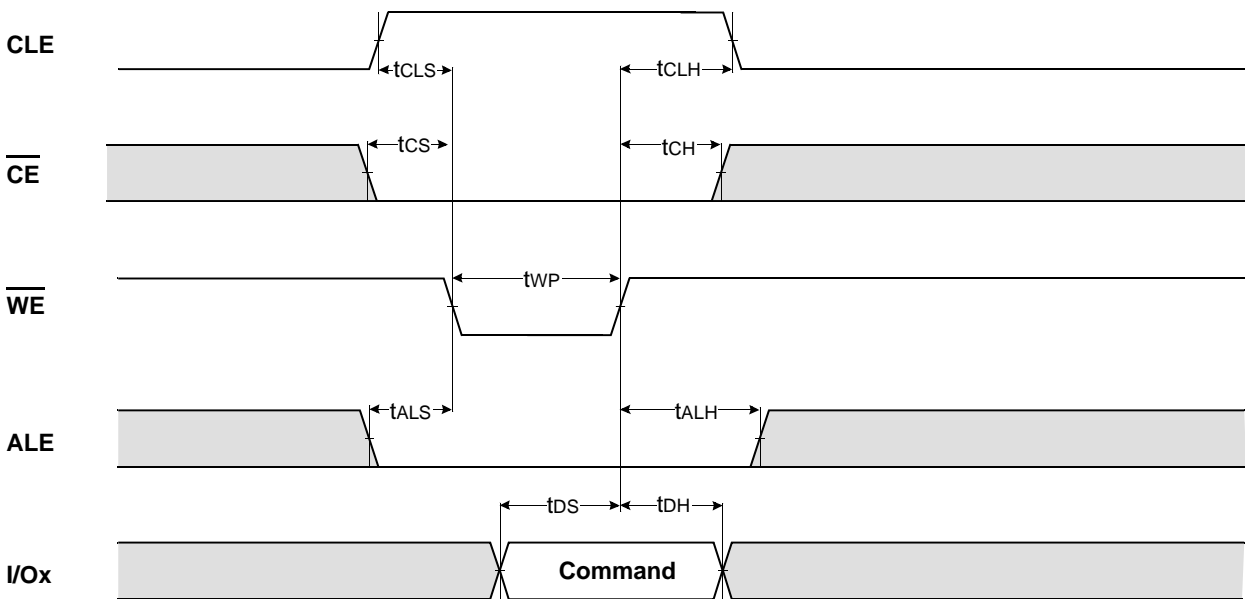 CLE
tCLS
tCLH
CE
tCS
tCH
WE
tWP
ALE
tALS
tALH
I/Ox
tDS
tDH
Command